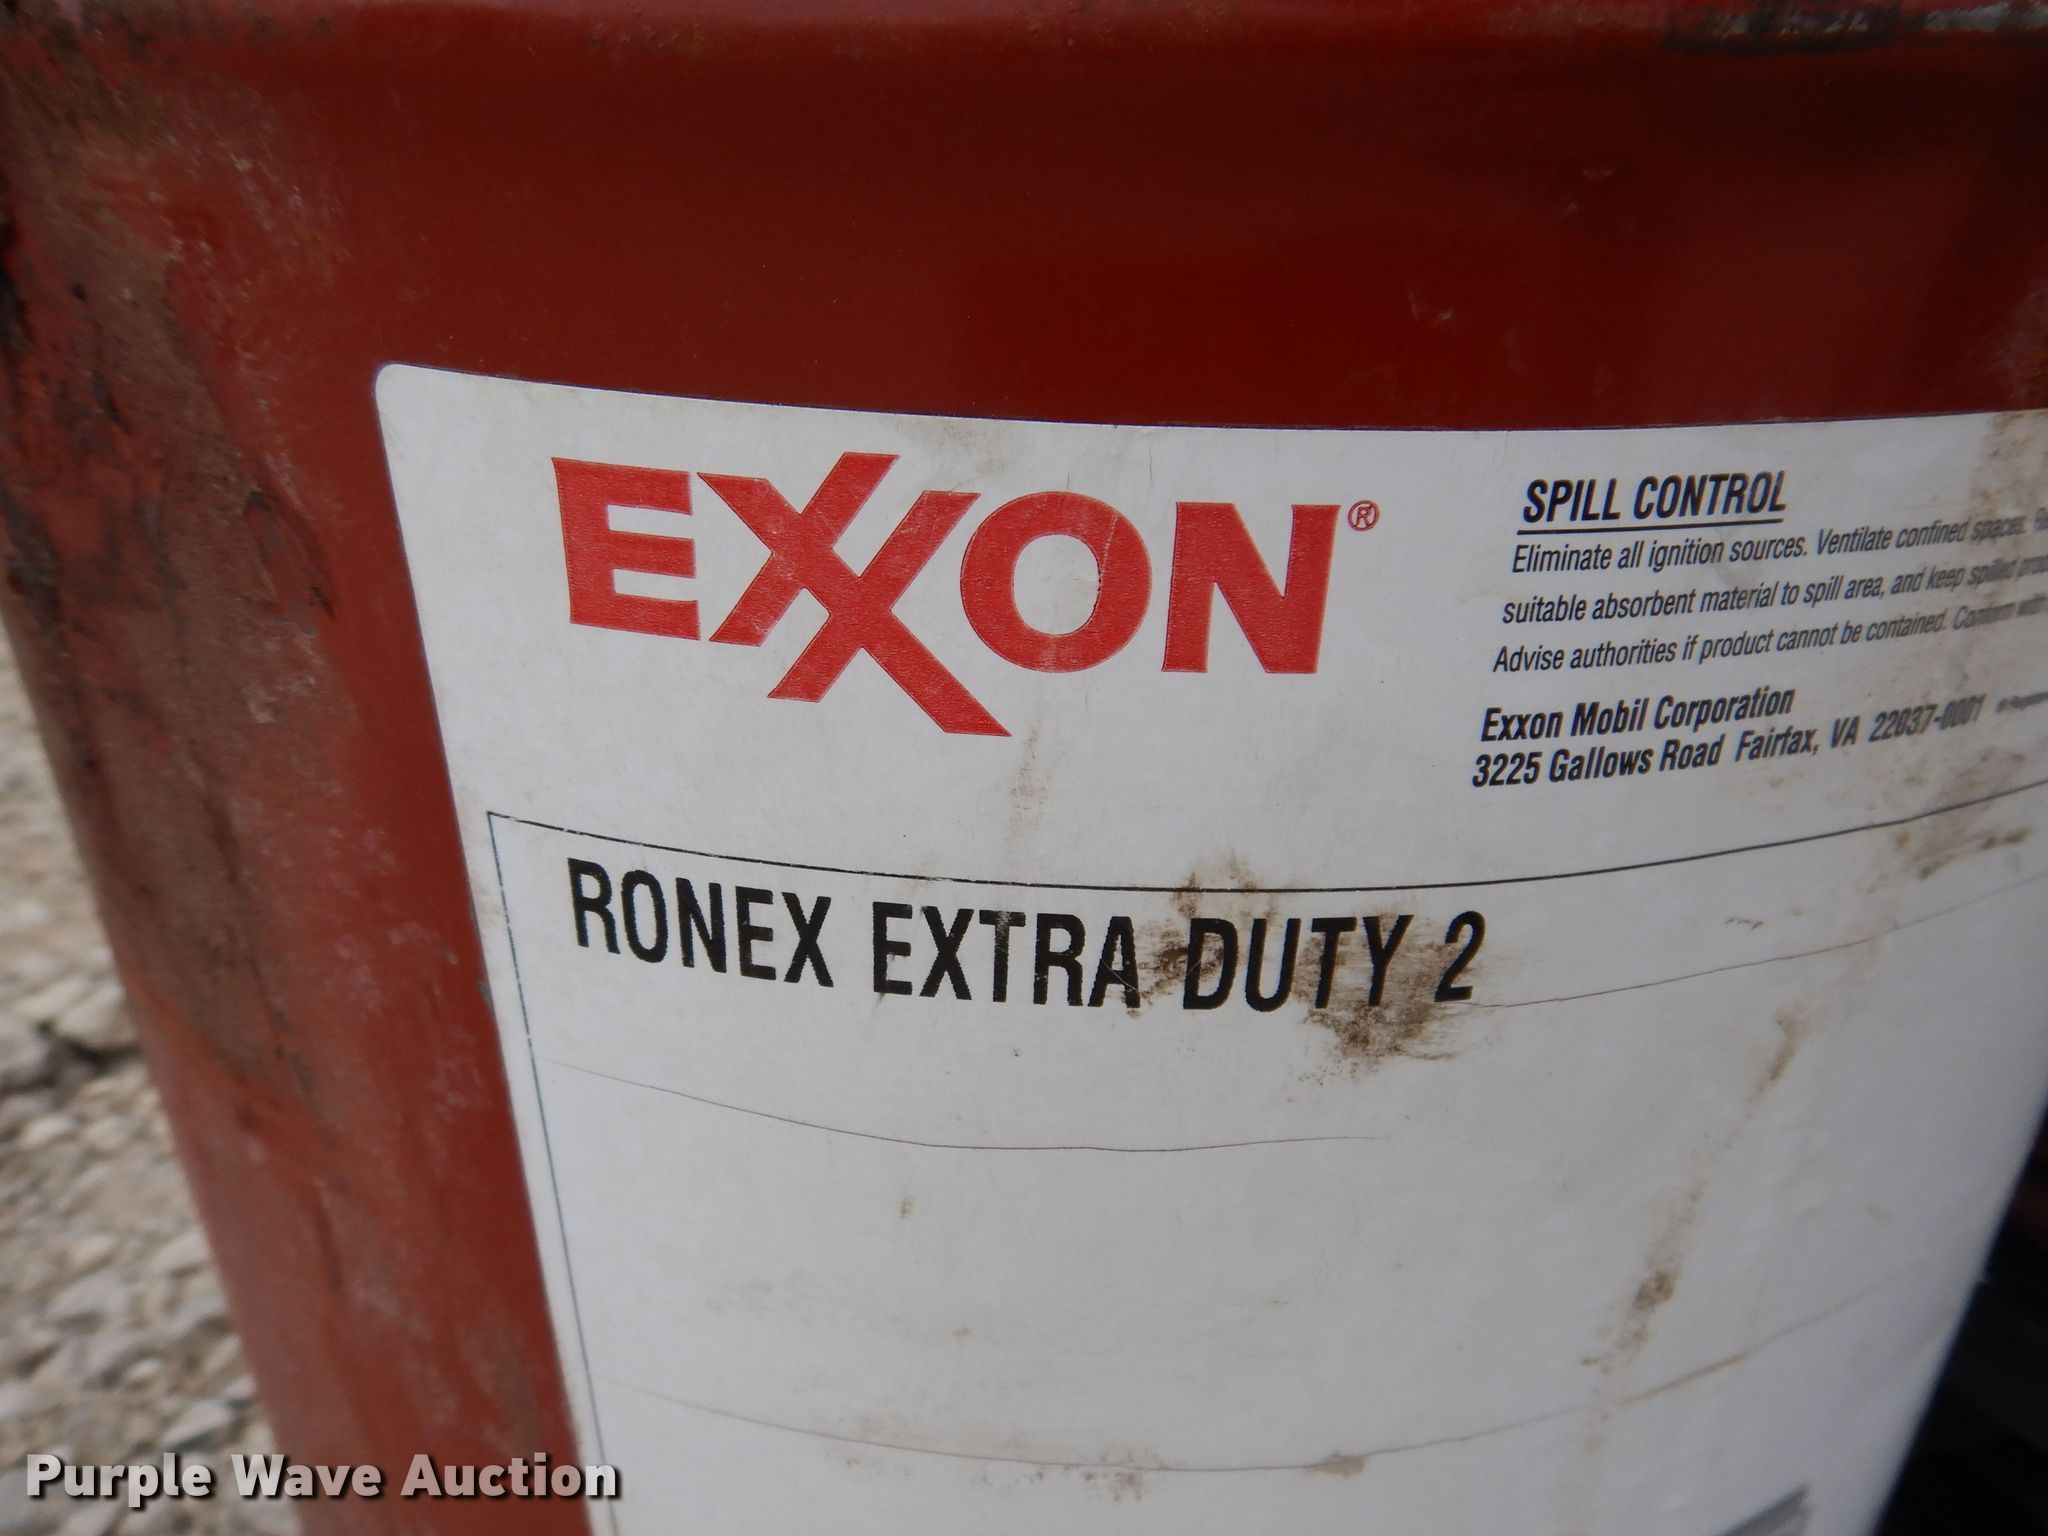 EXXON®
SPILL CONTROL
Eliminate all ignition sources. Ventilate confined spaces.
suitable absorbent material to spill area, and keep spilled
Advise authorities if product cannot be contained. Conform with
Exxon Mobil Corporation
3225 Gallows Road Fairfax, VA 22037-0001
RONEX EXTRA DUTY 2
Purple Wave Auction